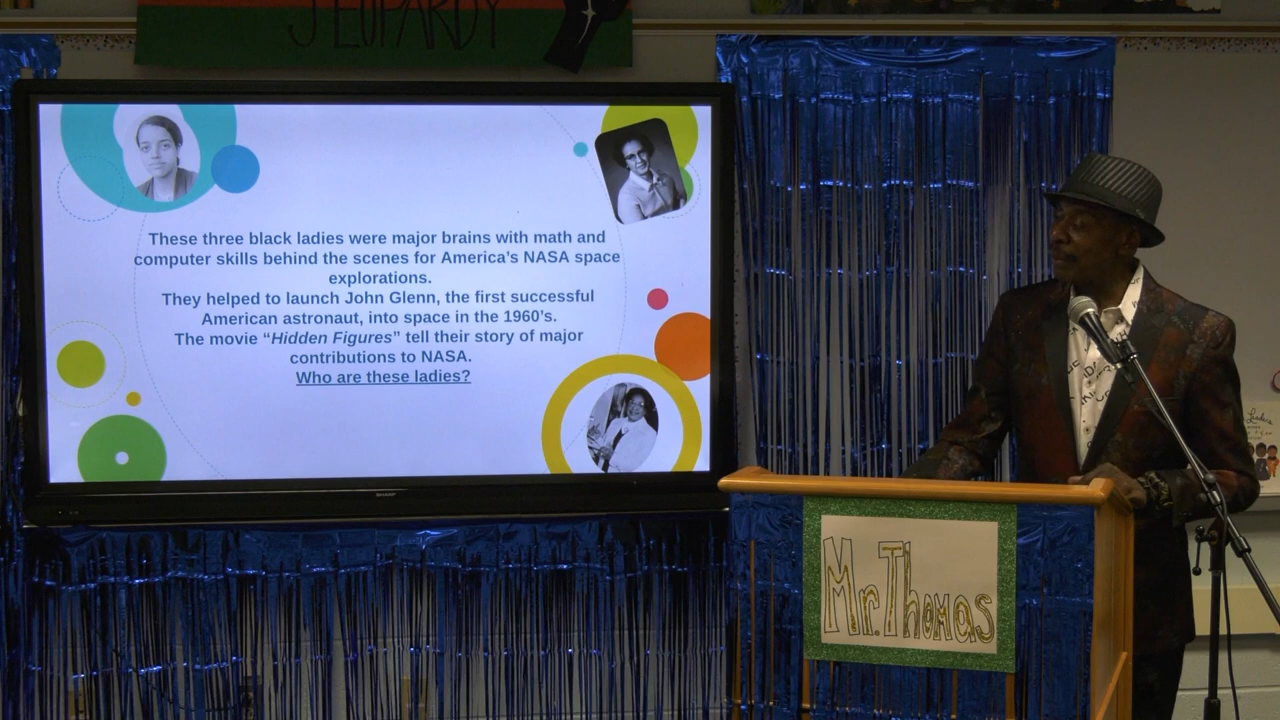 JEOPARDY
These three black ladies were major brains with math and
computer skills behind the scenes for America's NASA space
explorations.
They helped to launch John Glenn, the first successful
American astronaut, into space in the 1960's.
The movie “Hidden Figures” tell their story of major
contributions to NASA.
Who are these ladies?
SHARP
Mr. Thomas